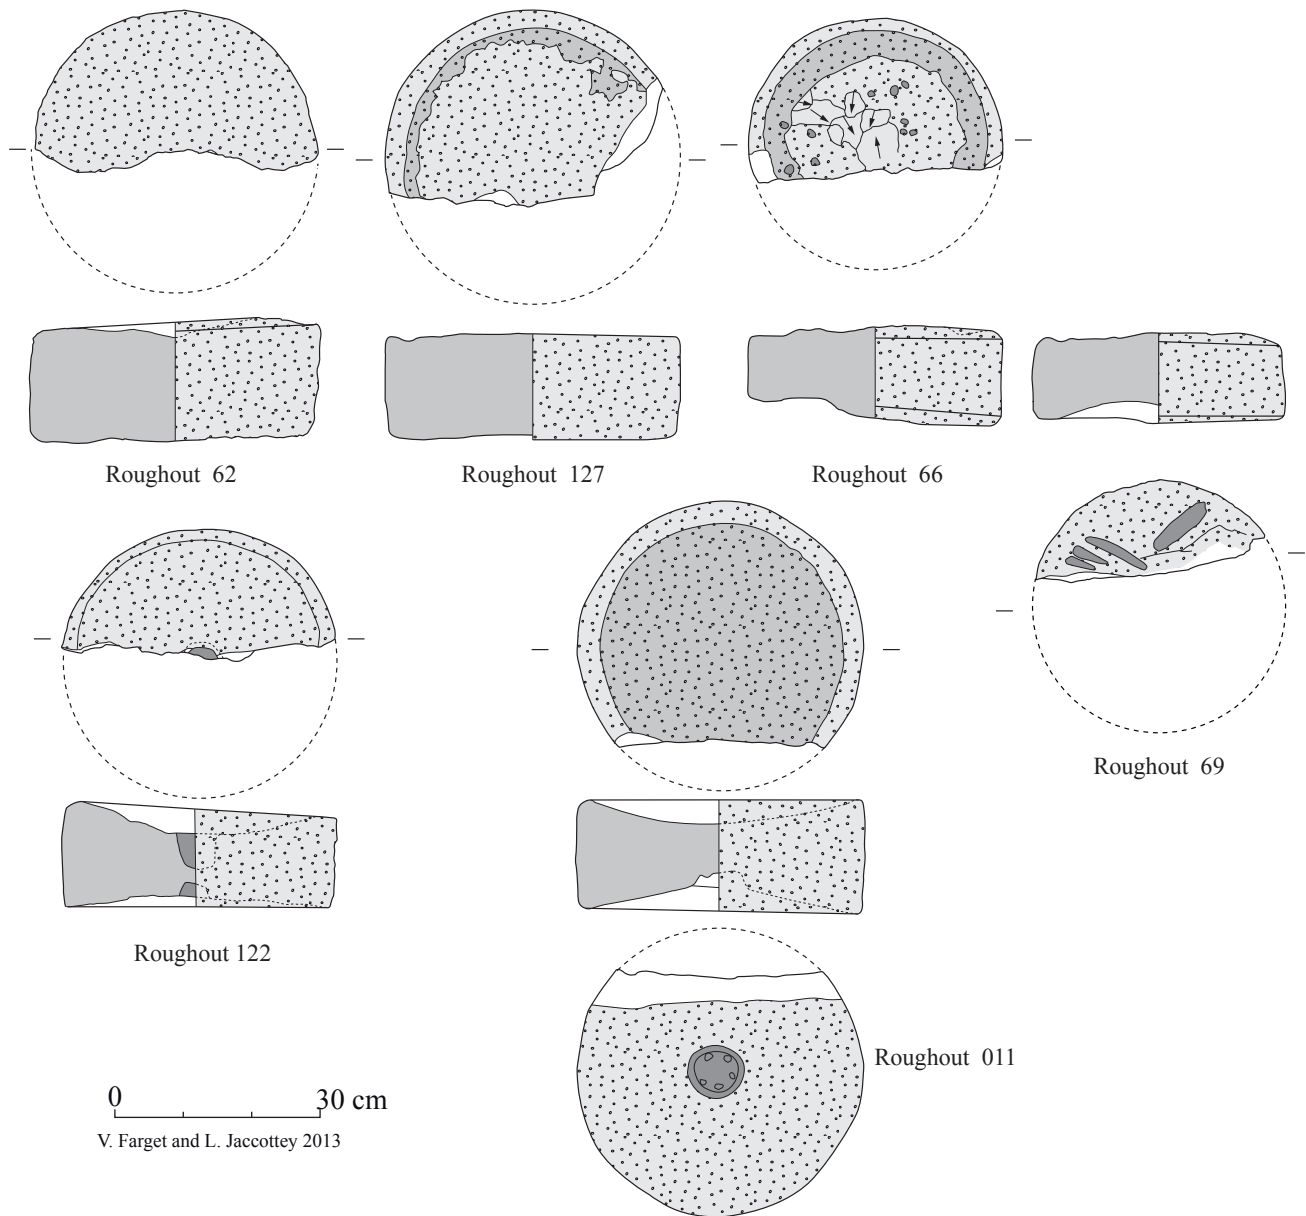 Roughout 62
Roughout 127
Roughout 66
Roughout 69
Roughout 122
Roughout 011
0 30 cm
V. Farget and L. Jaccottey 2013